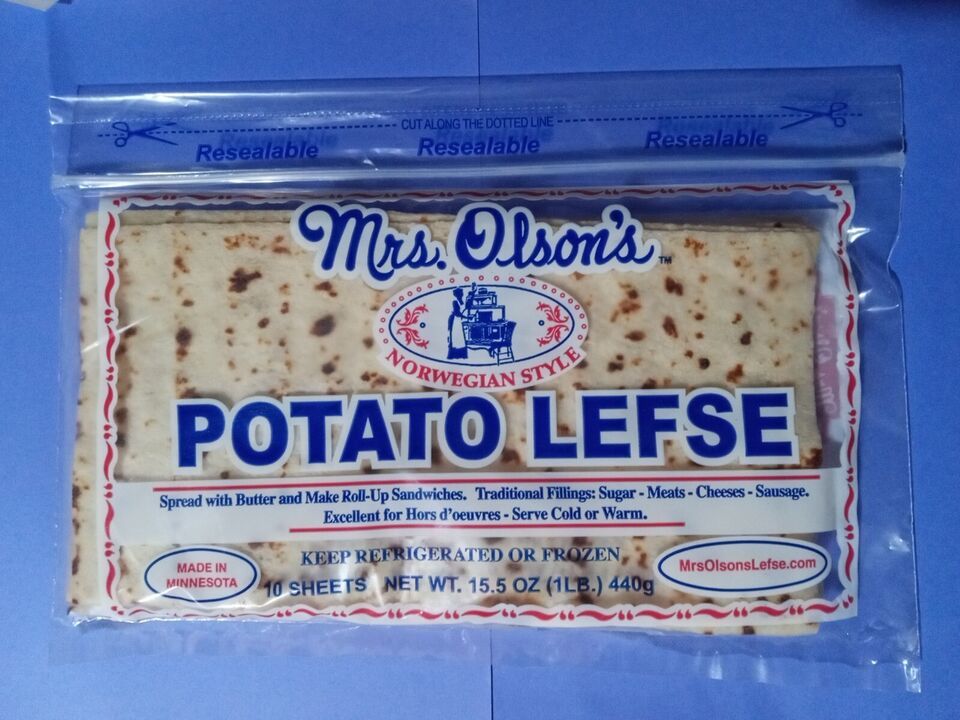 CUT ALONG THE DOTTED LINE
Resealable Resealable Resealable
Mrs. Olson's™
NORWEGIAN STYLE
POTATO LEFSE
Spread with Butter and Make Roll-Up Sandwiches. Traditional Fillings: Sugar - Meats - Cheeses - Sausage.
Excellent for Hors d'oeuvres - Serve Cold or Warm.
KEEP REFRIGERATED OR FROZEN
MADE IN
MINNESOTA
10 SHEETS NET WT. 15.5 OZ (1LB.) 440g
MrsOlsonsLefse.com